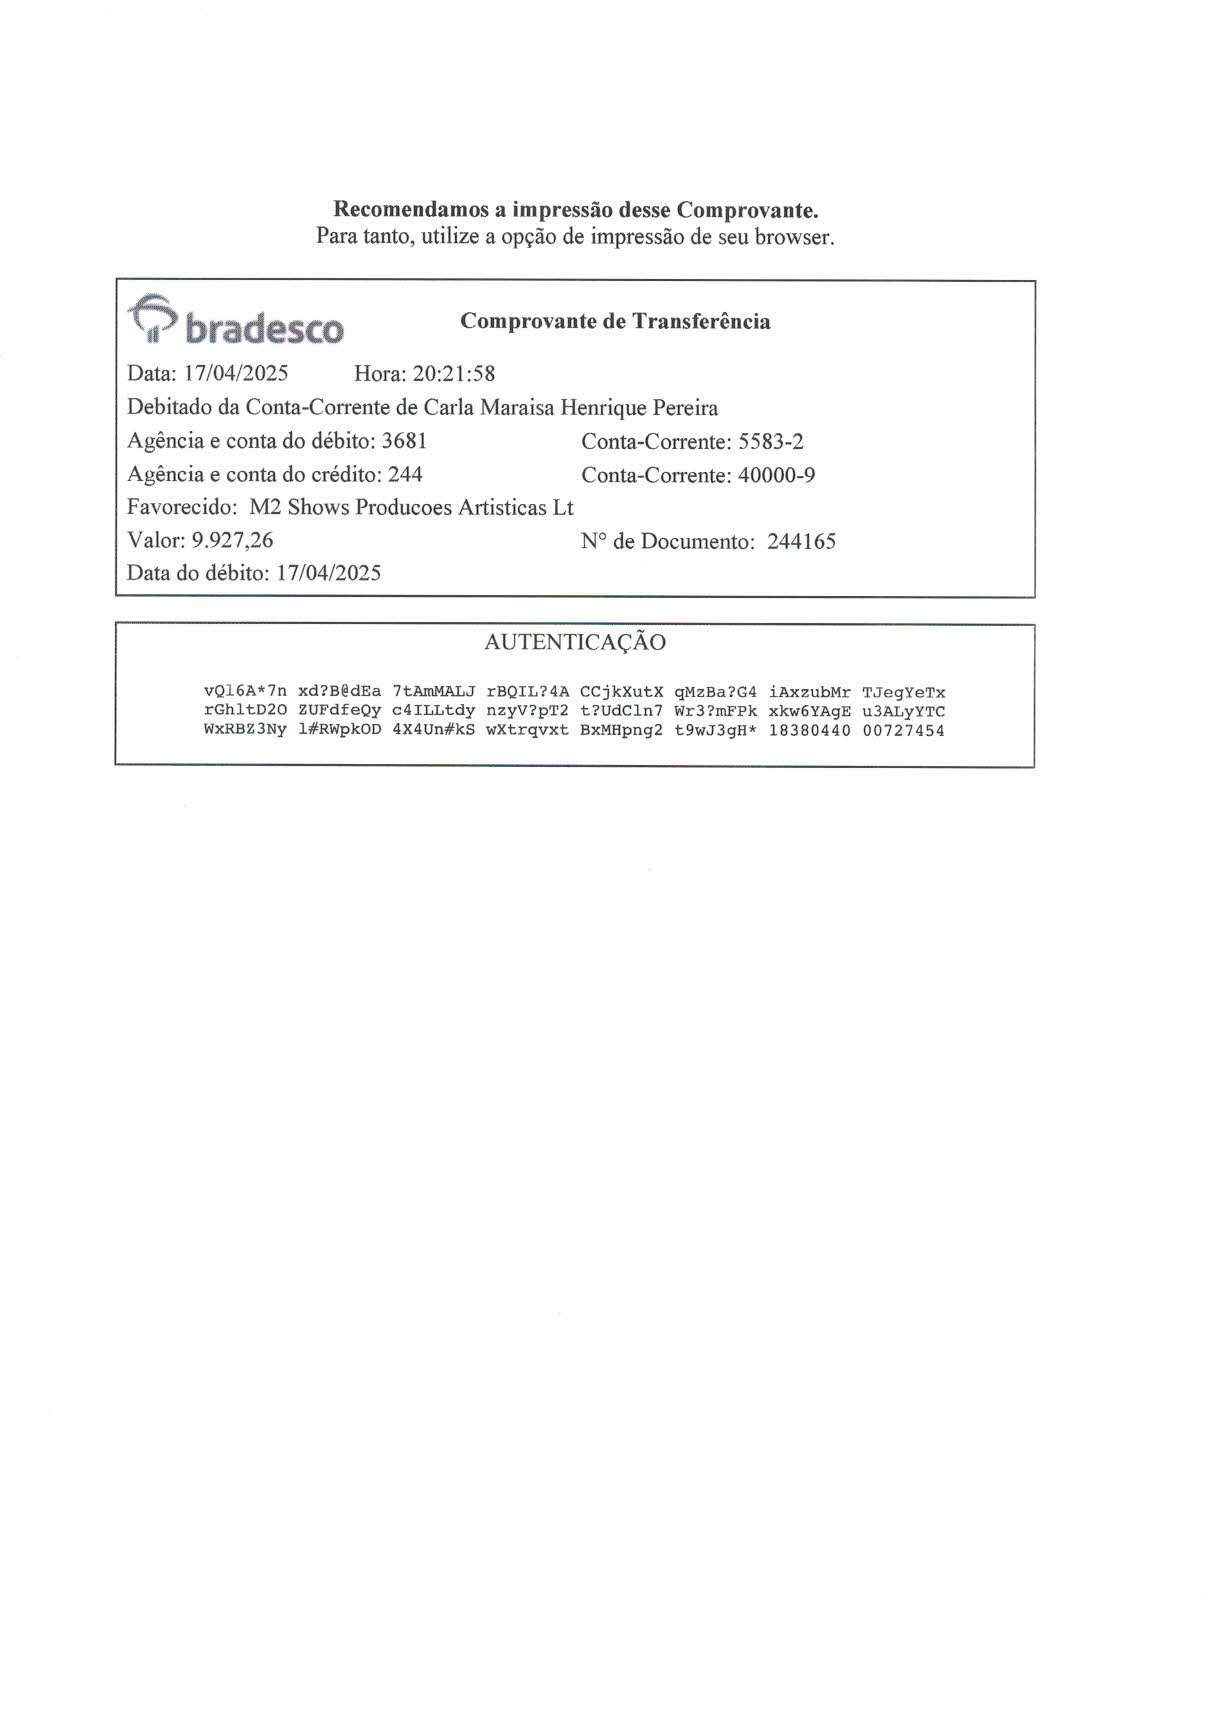 Recomendamos a impressão desse Comprovante.
Para tanto, utilize a opção de impressão de seu browser.
bradesco
Comprovante de Transferência
Data: 17/04/2025 Hora: 20:21:58
Debitado da Conta-Corrente de Carla Maraisa Henrique Pereira
Agência e conta do débito: 3681 Conta-Corrente: 5583-2
Agência e conta do crédito: 244 Conta-Corrente: 40000-9
Favorecido: M2 Shows Producoes Artisticas Lt
Valor: 9.927,26 N° de Documento: 244165
Data do débito: 17/04/2025
AUTENTICAÇÃO
vQl6A*7n xd?B@dEa 7tAmMALJ rBQIL?4A CCjkXutX qMzBa?G4 iAxzubMr TJegYeTx
rGhltD2O ZUFdfeQy c4ILLtdy nzyV?pT2 t?UdCln7 Wr3?mFPk xkw6YAgE u3ALyYTC
WxRBZ3Ny l#RWpkOD 4X4Un#kS wXtrqvxt BxMHpng2 t9wJ3gH* 18380440 00727454